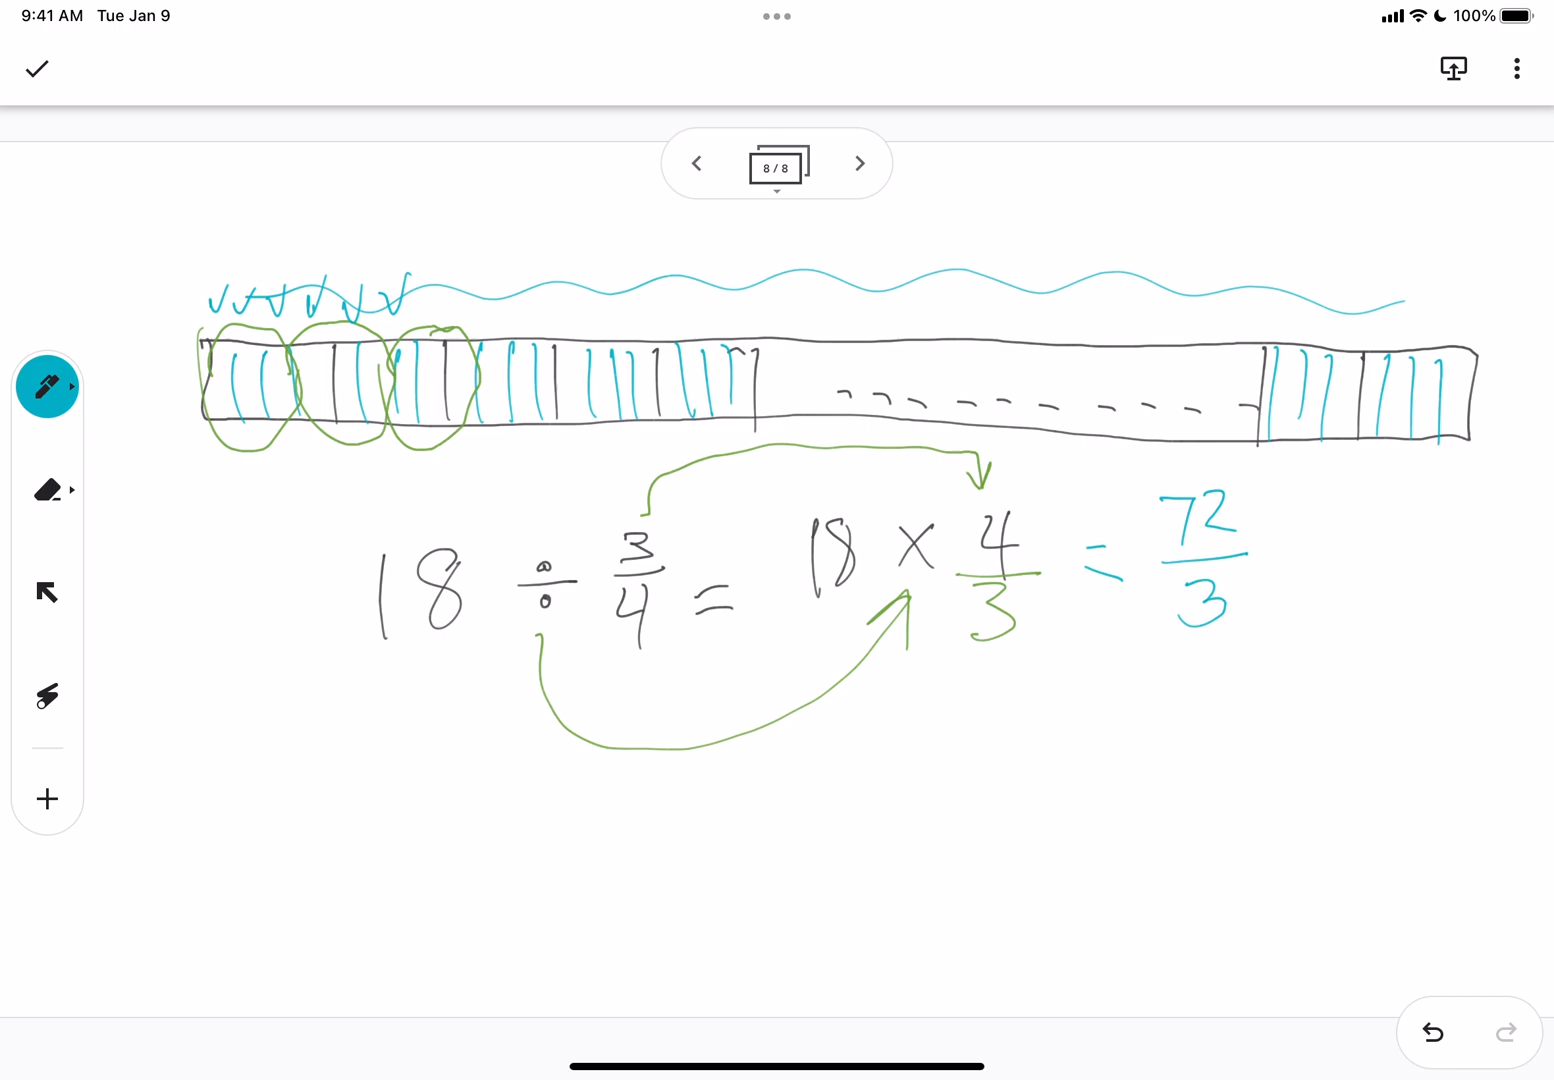 9:41 AM Tue Jan 9
100%
8 / 8
18 ÷ 3/4 = 18 × 4/3 = 72/3